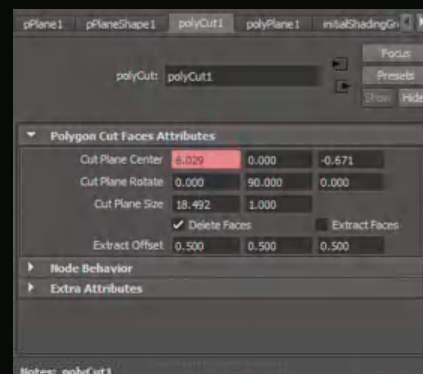 pPlane1 pPlaneShape1 polyCut1 polyPlane1 initialShadingGr
Focus
polyCut: polyCut1
Presets
Show Hide
Polygon Cut Faces Attributes
Cut Plane Center 6.029 0.000 -0.671
Cut Plane Rotate 0.000 90.000 0.000
Cut Plane Size 18.492 1.000
Delete Faces Extract Faces
Extract Offset 0.500 0.500 0.500
Node Behavior
Extra Attributes
Notes: polyCut1